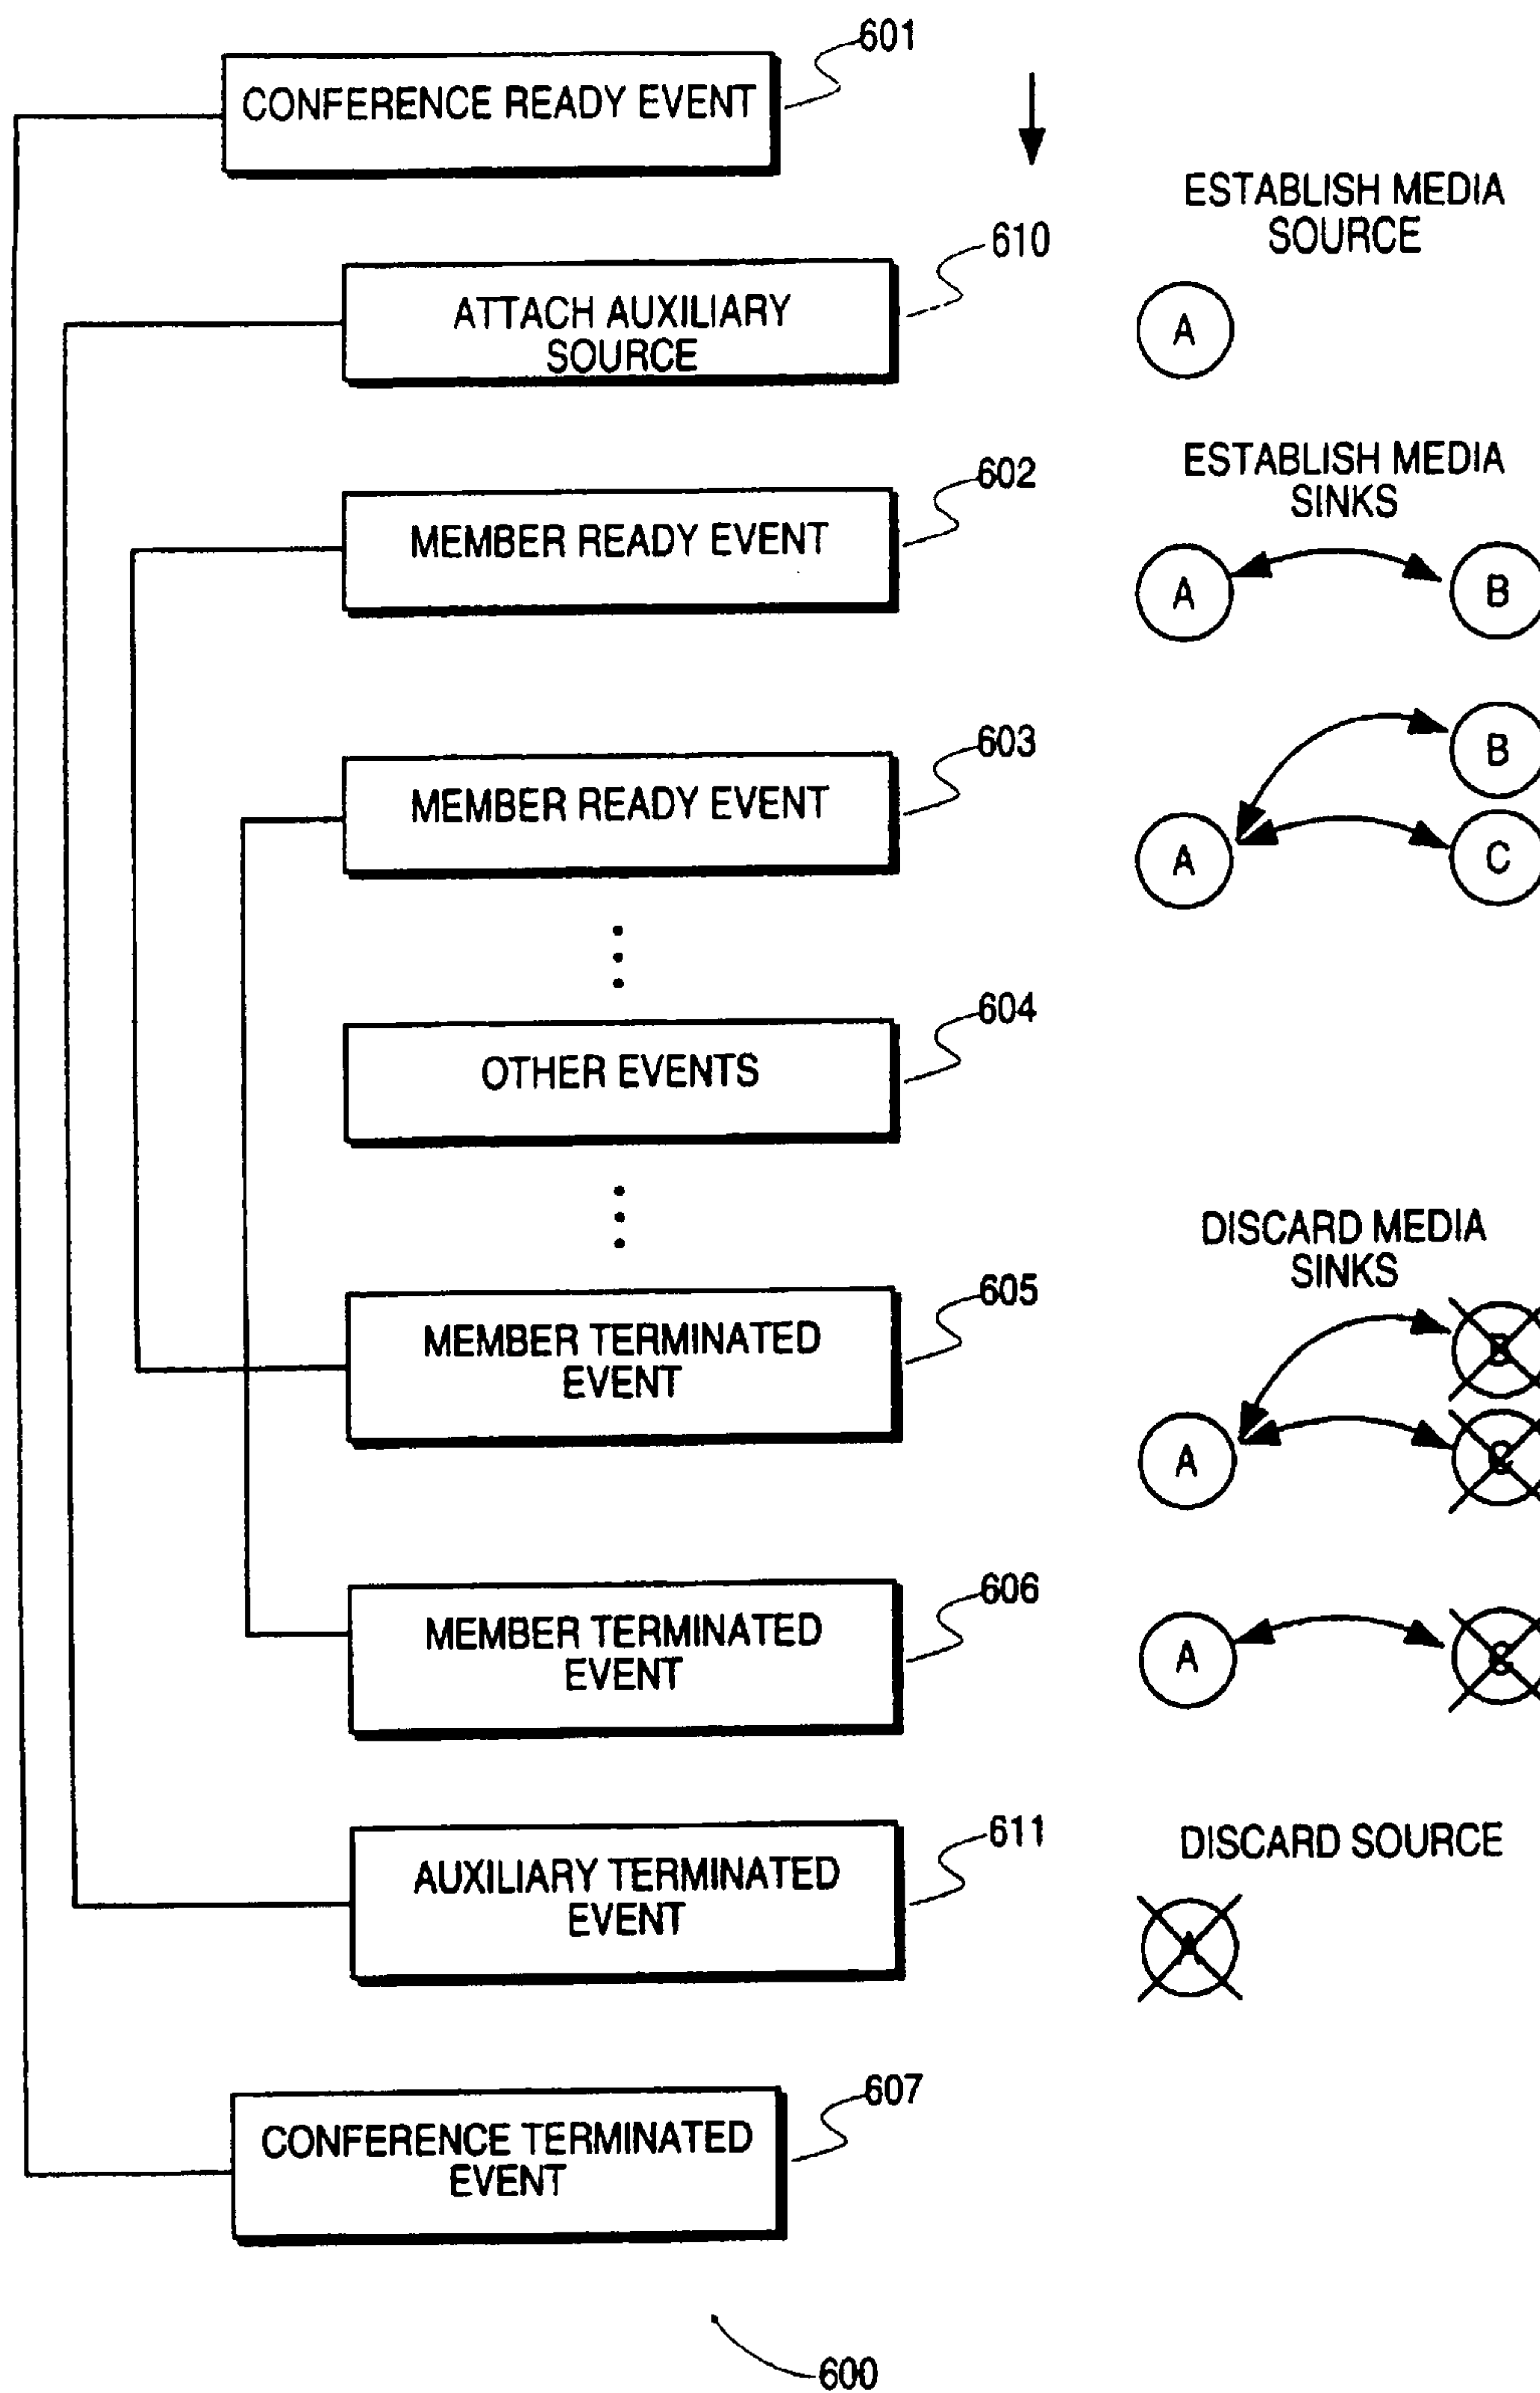 601
CONFERENCE READY EVENT
ESTABLISH MEDIA
SOURCE
610
ATTACH AUXILIARY
SOURCE
A
ESTABLISH MEDIA
SINKS
602
MEMBER READY EVENT
A
B
603
MEMBER READY EVENT
B
A
C
604
OTHER EVENTS
DISCARD MEDIA
SINKS
605
MEMBER TERMINATED
EVENT
B
A
C
606
MEMBER TERMINATED
EVENT
A
C
611
AUXILIARY TERMINATED
EVENT
DISCARD SOURCE
A
607
CONFERENCE TERMINATED
EVENT
600